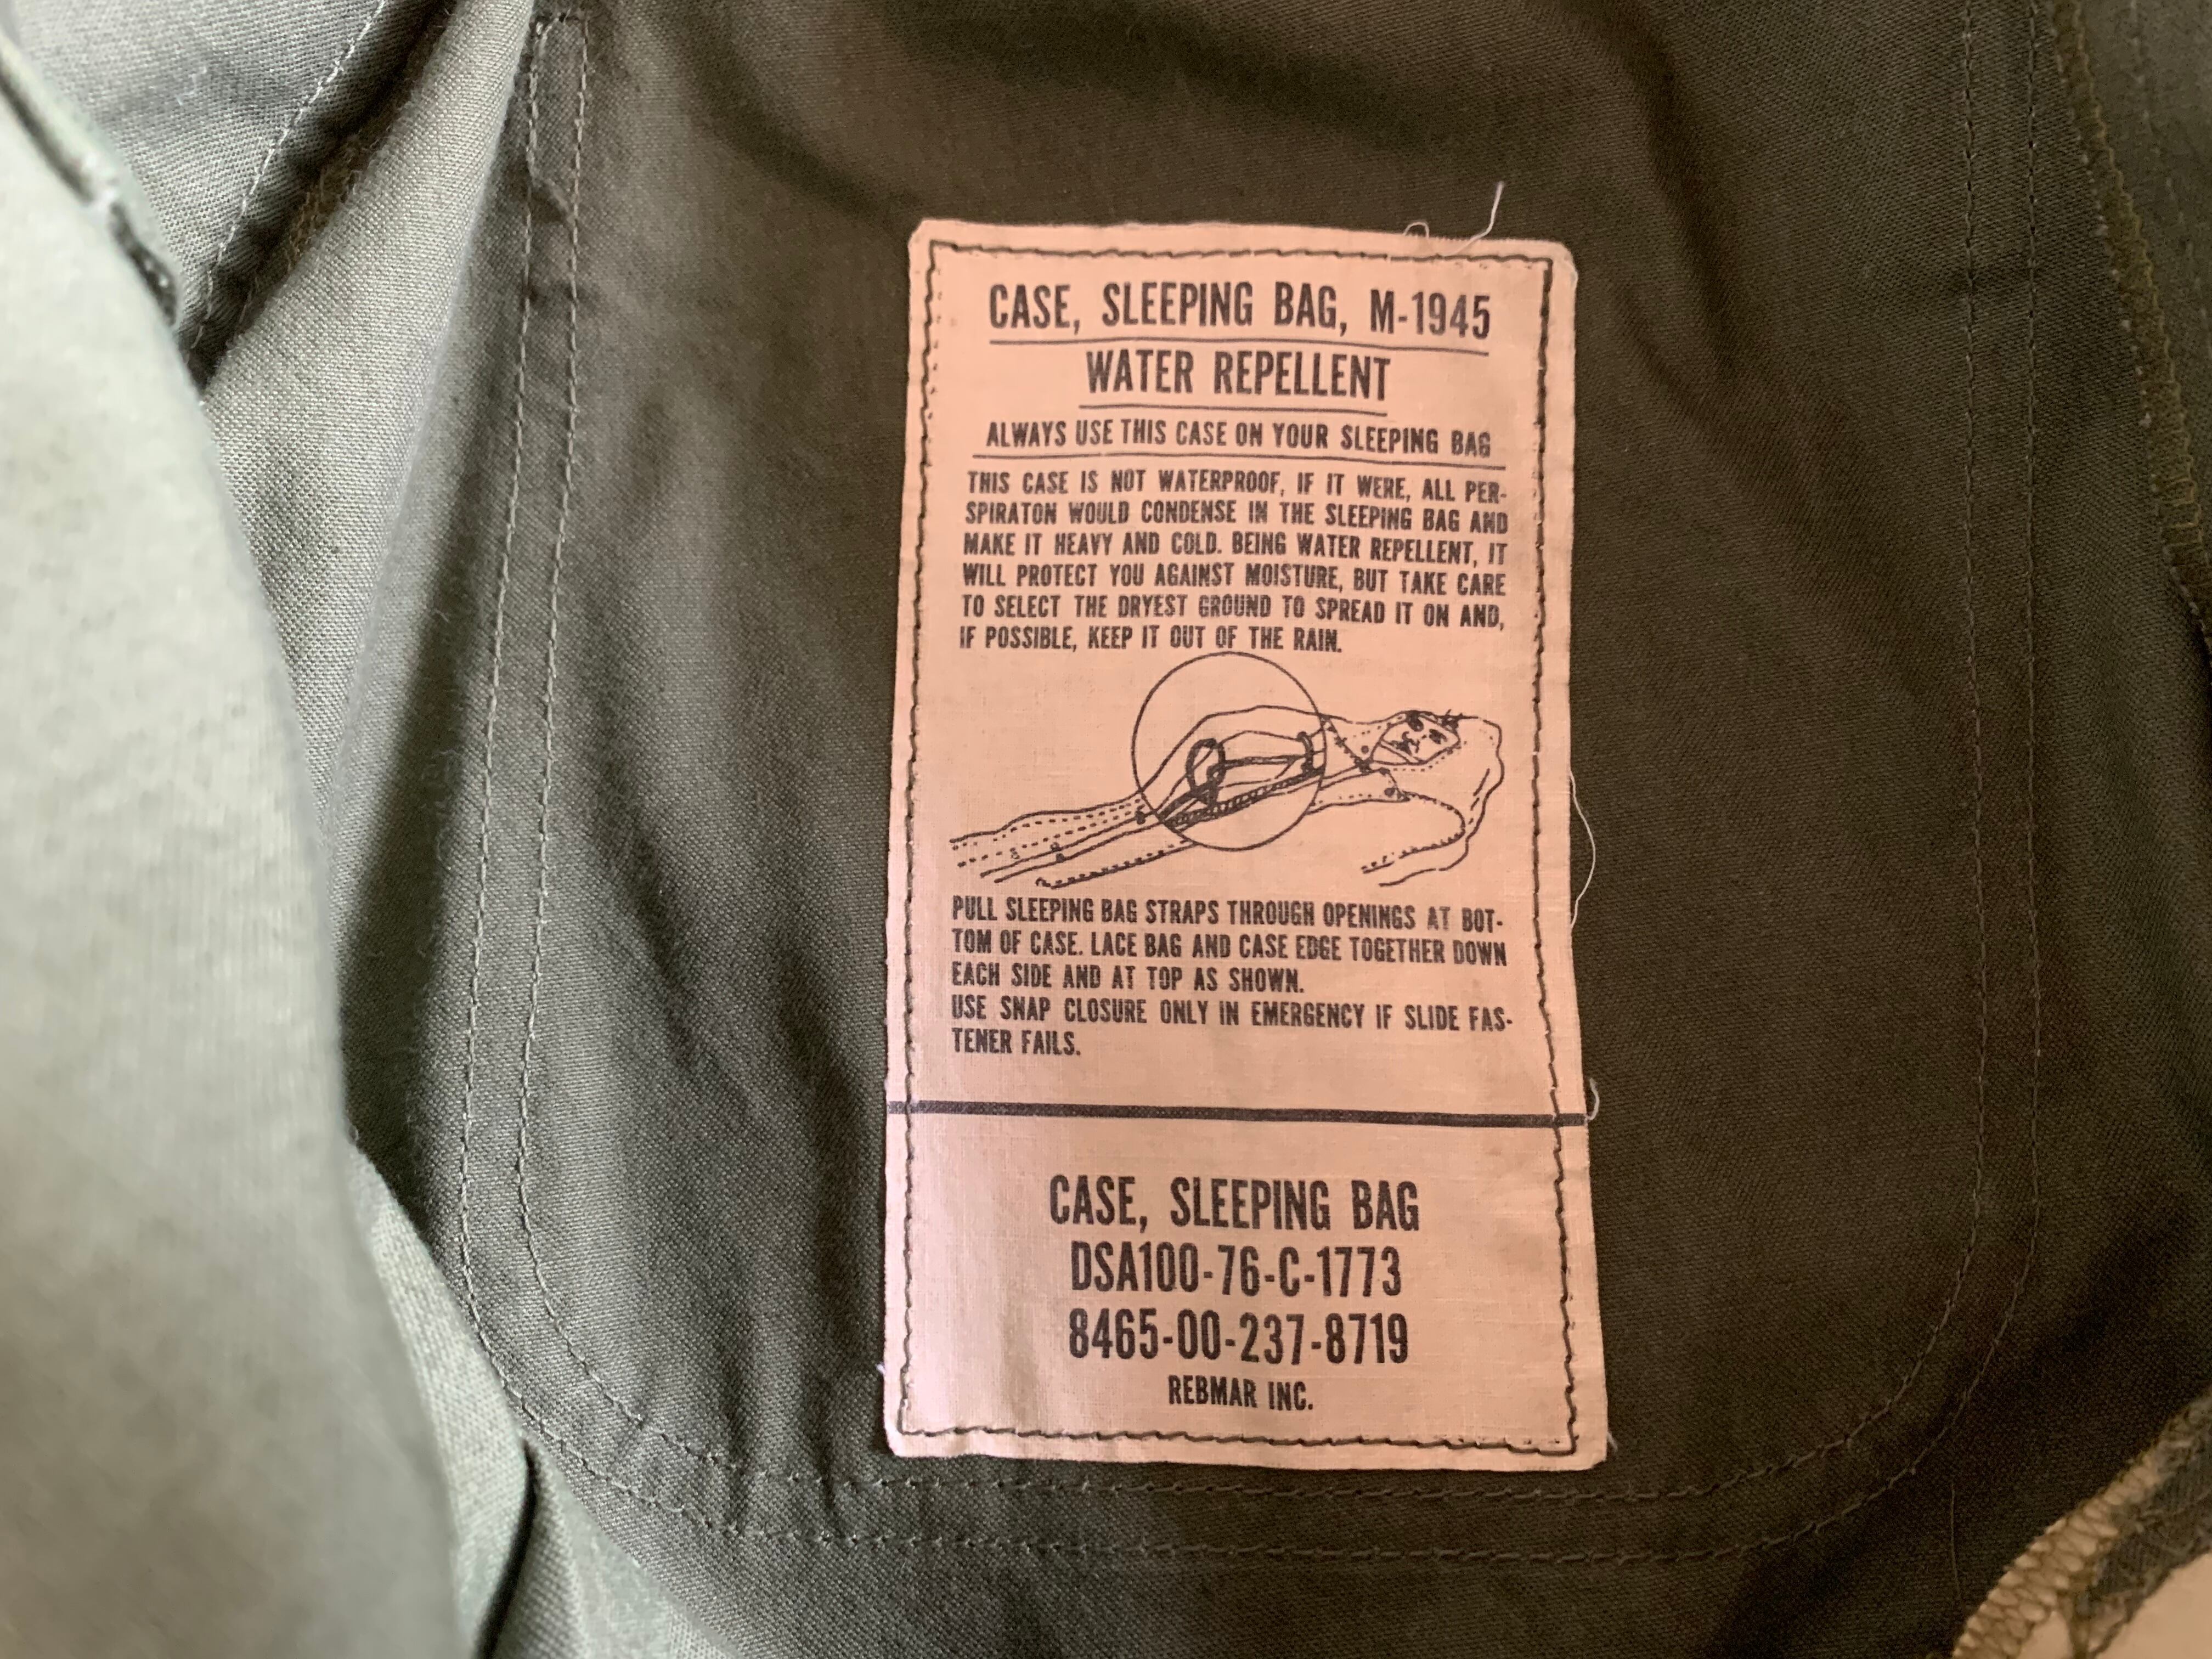 CASE, SLEEPING BAG, M-1945
WATER REPELLENT
ALWAYS USE THIS CASE ON YOUR SLEEPING BAG
THIS CASE IS NOT WATERPROOF, IF IT WERE, ALL PER-
SPIRATON WOULD CONDENSE IN THE SLEEPING BAG AND
MAKE IT HEAVY AND COLD. BEING WATER REPELLENT, IT
WILL PROTECT YOU AGAINST MOISTURE, BUT TAKE CARE
TO SELECT THE DRYEST GROUND TO SPREAD IT ON AND,
IF POSSIBLE, KEEP IT OUT OF THE RAIN.
PULL SLEEPING BAG STRAPS THROUGH OPENINGS AT BOT-
TOM OF CASE. LACE BAG AND CASE EDGE TOGETHER DOWN
EACH SIDE AND AT TOP AS SHOWN.
USE SNAP CLOSURE ONLY IN EMERGENCY IF SLIDE FAS-
TENER FAILS.
CASE, SLEEPING BAG
DSA100-76-C-1773
8465-00-237-8719
REBMAR INC.